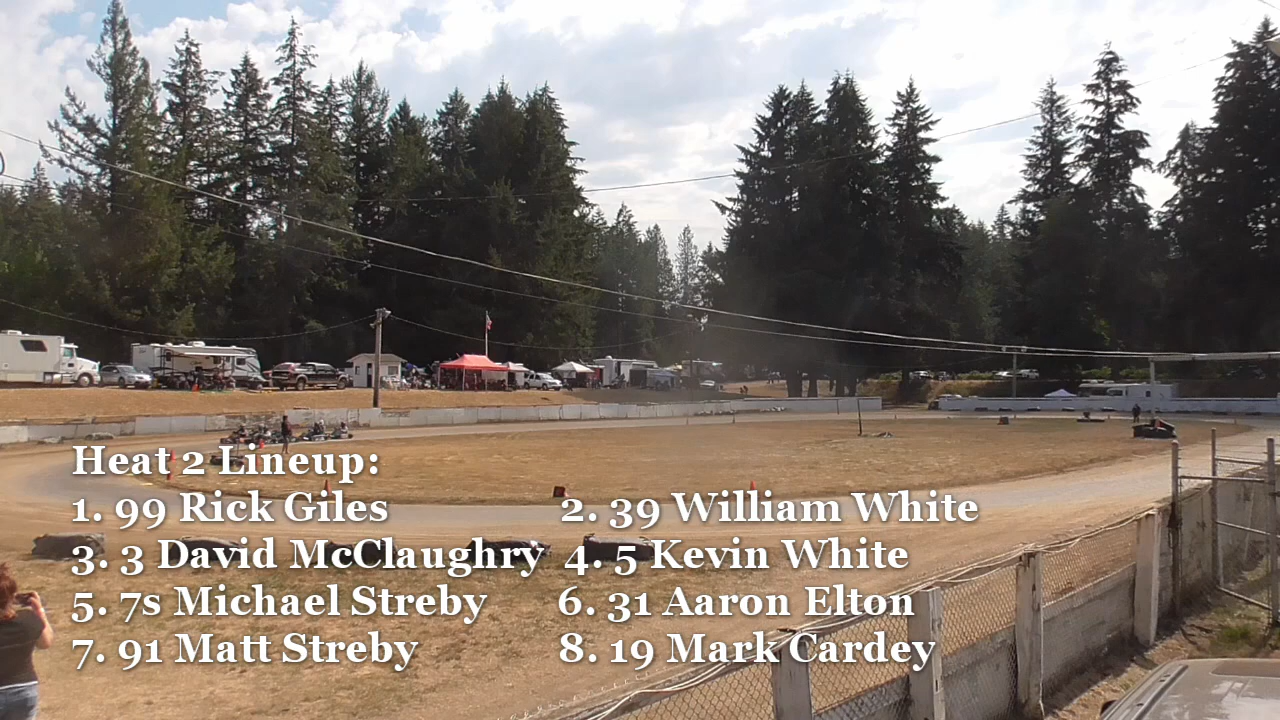 Heat 2 Lineup:
1. 99 Rick Giles 2. 39 William White
3. 3 David McClaughry 4. 5 Kevin White
5. 7s Michael Streby 6. 31 Aaron Elton
7. 91 Matt Streby 8. 19 Mark Cardey